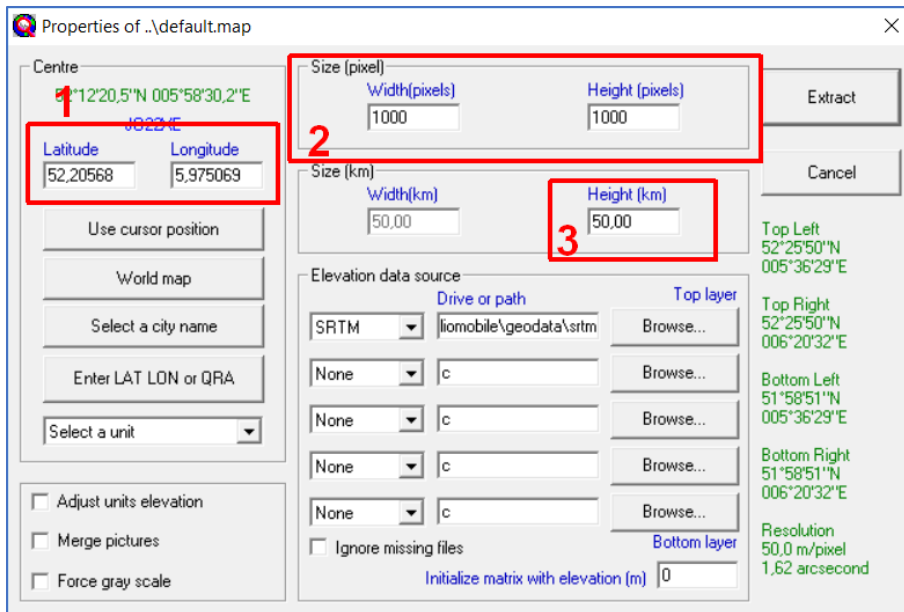 Properties of ..\default.map
Centre
52°12'20,5''N 005°58'30,2''E
JO22XE
1
Latitude Longitude
52,20568 5,975069
Use cursor position
World map
Select a city name
Enter LAT LON or QRA
Select a unit
Adjust units elevation
Merge pictures
Force gray scale
Size (pixel)
Width(pixels) Height (pixels)
1000 1000
2
Size (km)
Width(km) Height (km)
50,00 50,00
3
Elevation data source
Drive or path Top layer
SRTM liomobile\geodata\srtm Browse...
None c Browse...
None c Browse...
None c Browse...
None c Browse...
Ignore missing files Bottom layer
Initialize matrix with elevation (m) 0
Extract
Cancel
Top Left
52°25'50''N
005°36'29''E
Top Right
52°25'50''N
006°20'32''E
Bottom Left
51°58'51''N
005°36'29''E
Bottom Right
51°58'51''N
006°20'32''E
Resolution
50,0 m/pixel
1,62 arcsecond